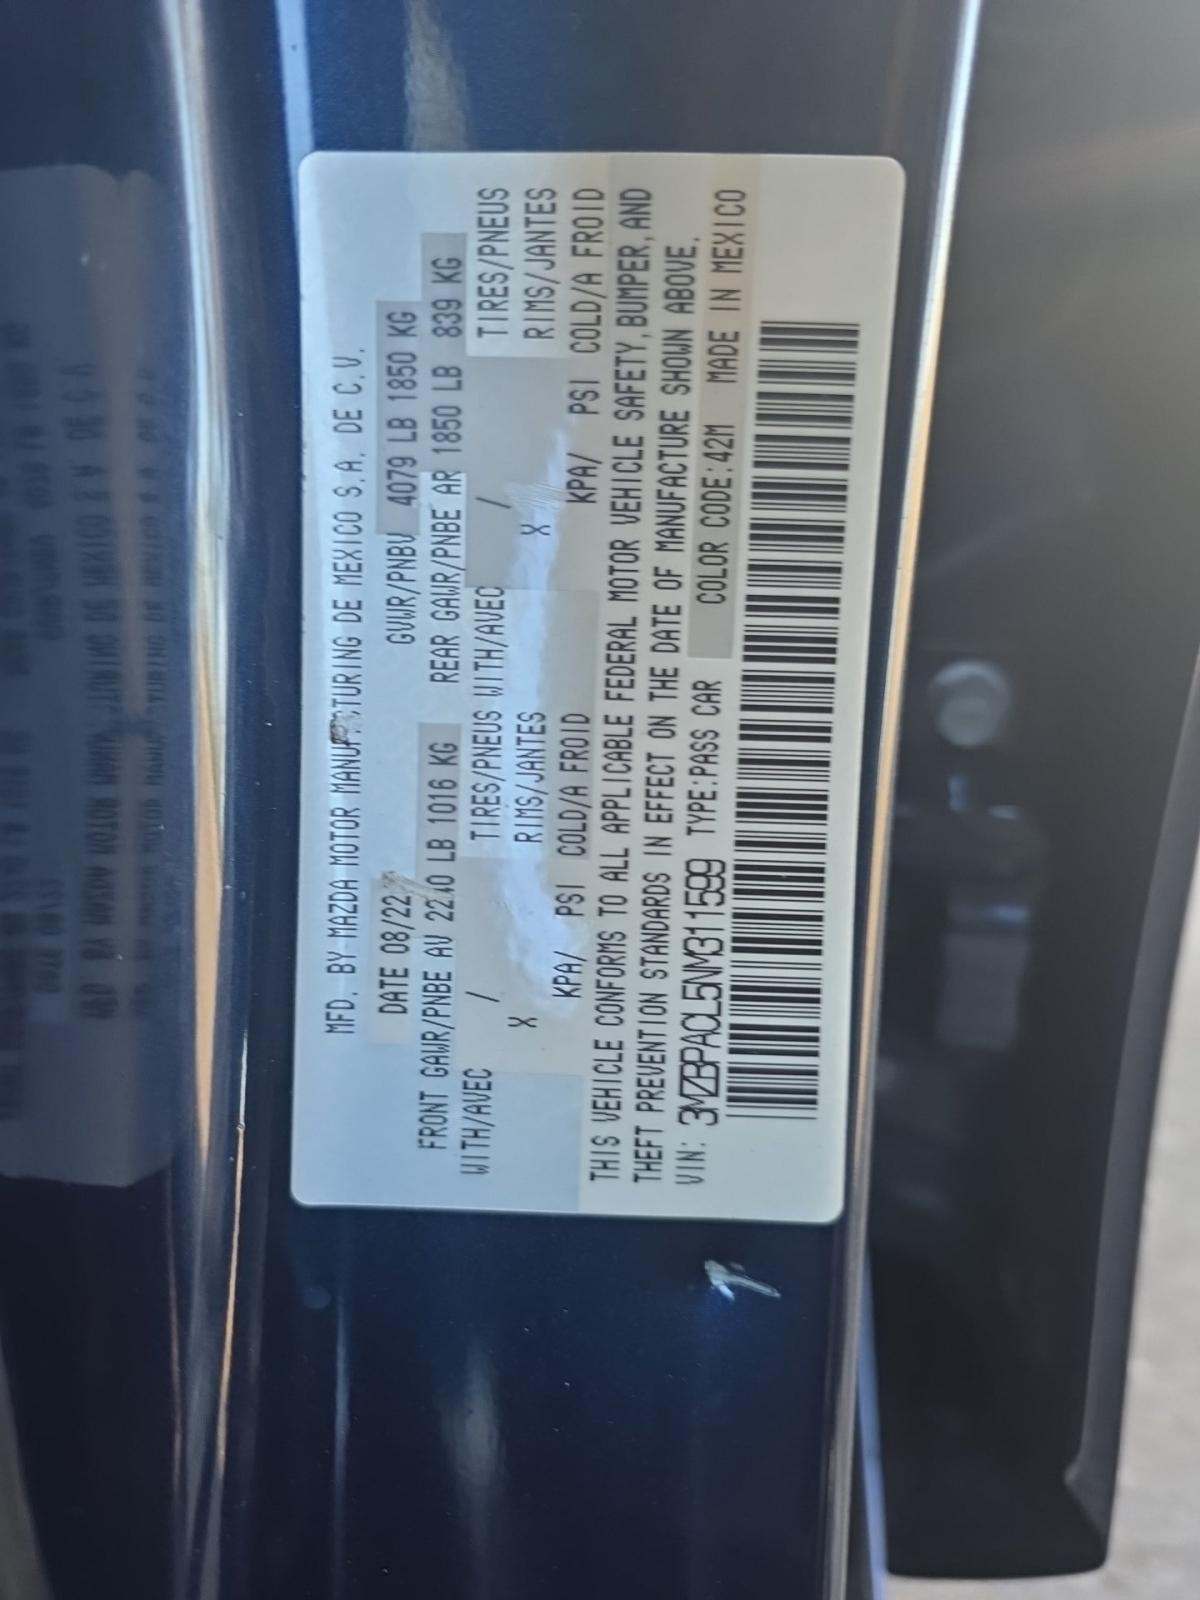 MFD. BY MAZDA MOTOR MANUFACTURING DE MEXICO S.A. DE C.V.
DATE 08/22 GVWR/PNBV 4079 LB 1850 KG
FRONT GAWR/PNBE AV 2240 LB 1016 KG REAR GAWR/PNBE AR 1850 LB 839 KG
WITH/AVEC / TIRES/PNEUS WITH/AVEC / TIRES/PNEUS
X RIMS/JANTES X RIMS/JANTES
KPA/ PSI COLD/A FROID KPA/ PSI COLD/A FROID
THIS VEHICLE CONFORMS TO ALL APPLICABLE FEDERAL MOTOR VEHICLE SAFETY, BUMPER, AND
THEFT PREVENTION STANDARDS IN EFFECT ON THE DATE OF MANUFACTURE SHOWN ABOVE.
VIN: 3MZBPACL5NM311599 TYPE:PASS CAR COLOR CODE:42M MADE IN MEXICO